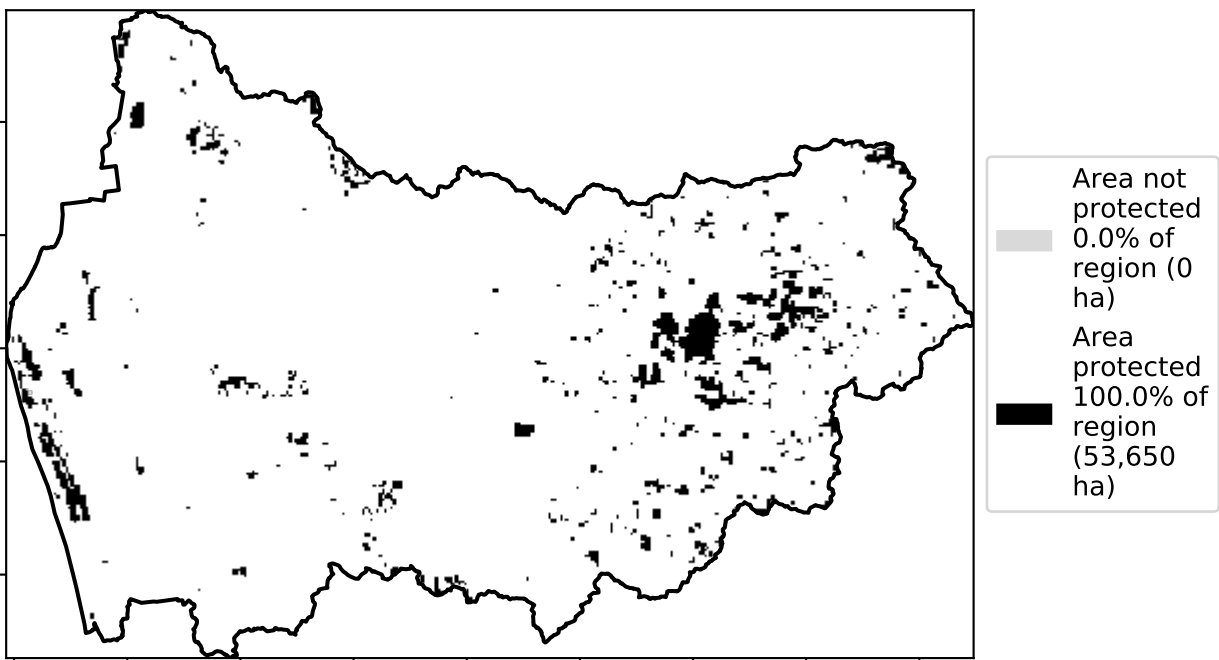 Area not
protected
0.0% of
region (0
ha)
Area
protected
100.0% of
region
(53,650
ha)